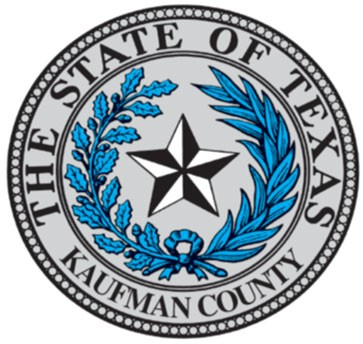 THE STATE OF TEXAS
KAUFMAN COUNTY